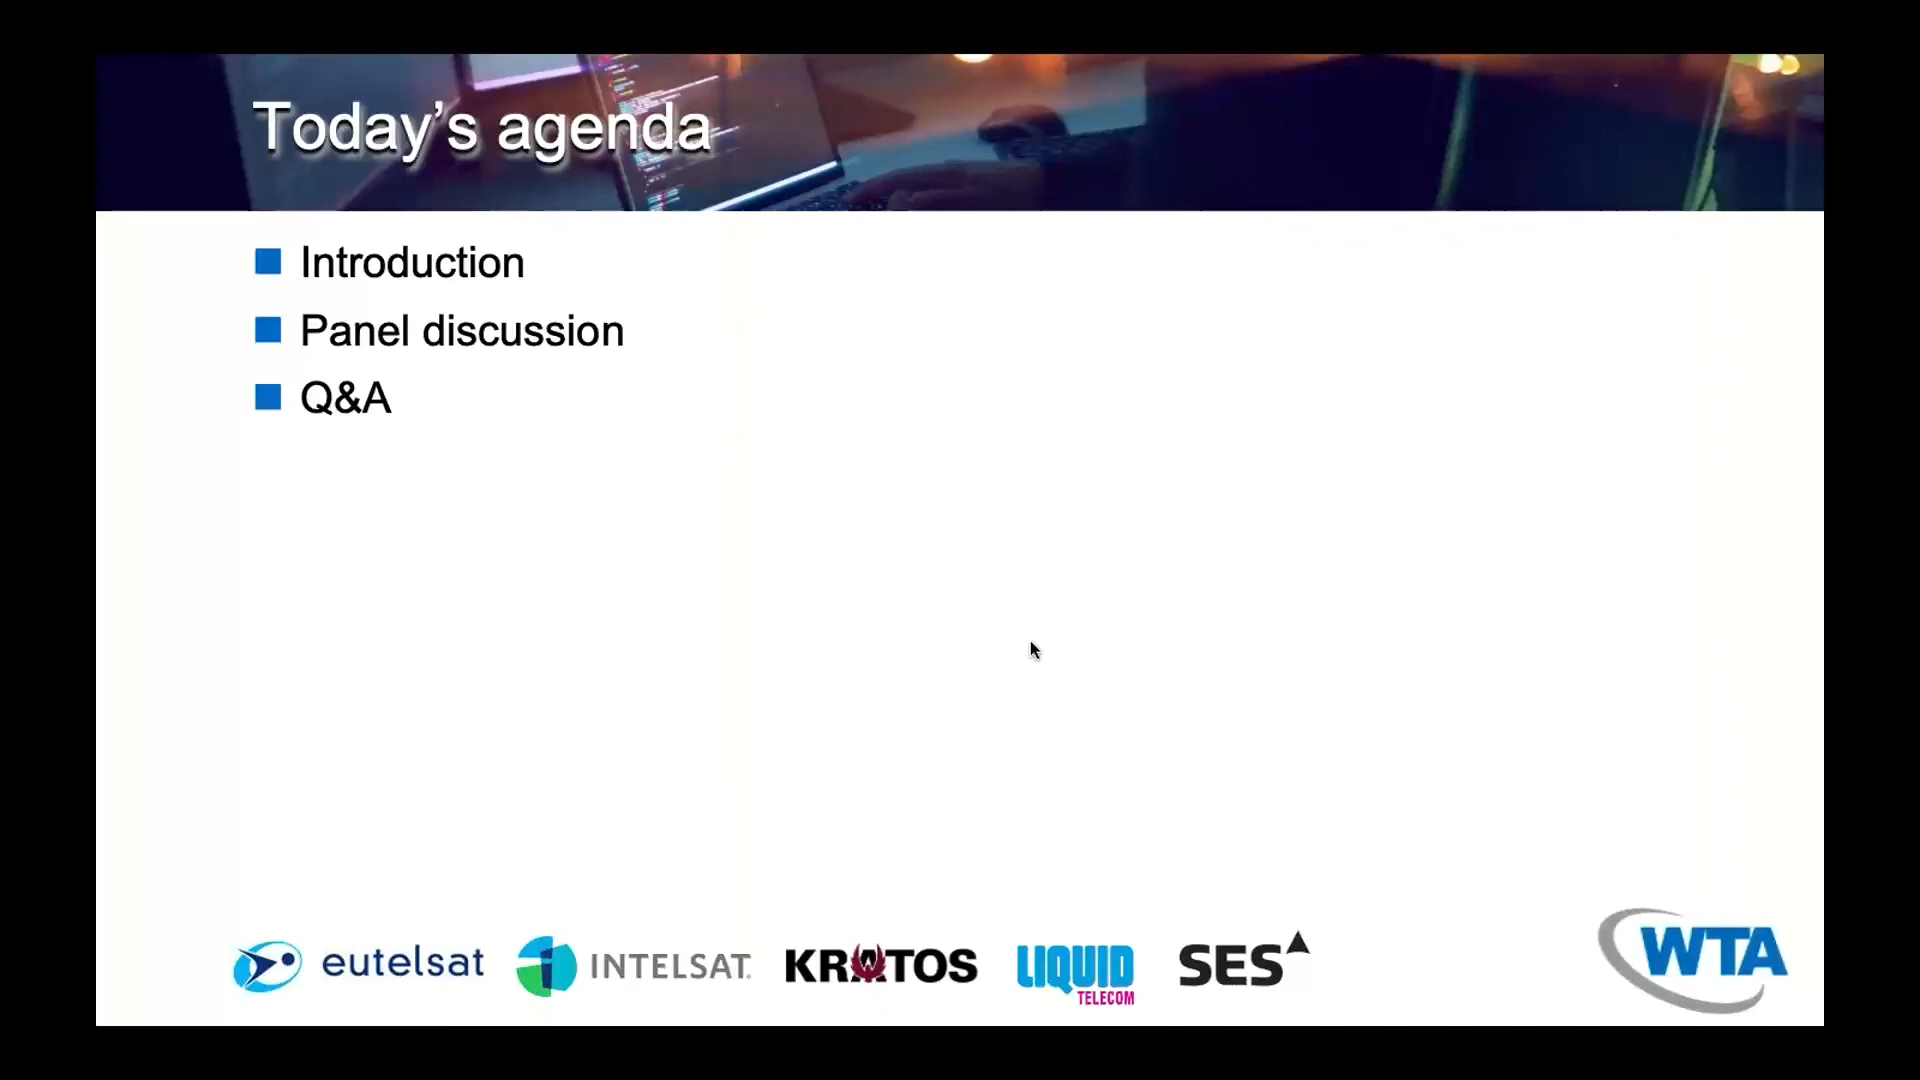 Today's agenda
Introduction
Panel discussion
Q&A
eutelsat
INTELSAT.
KRATOS
LIQUID
TELECOM
SES
WTA